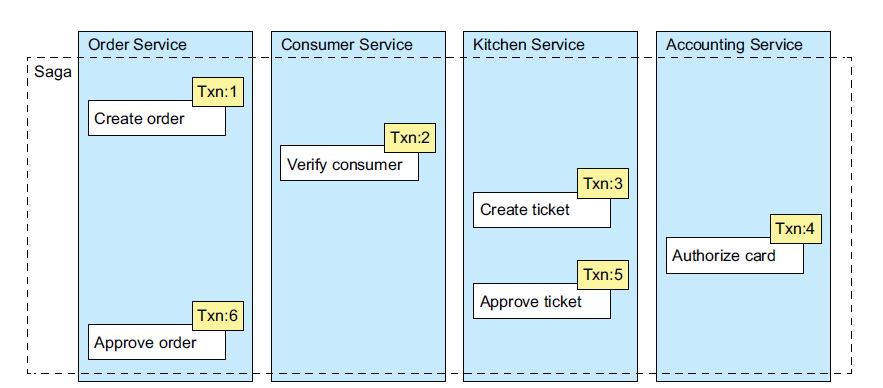 Order Service
Consumer Service
Kitchen Service
Accounting Service
Saga
Txn:1
Create order
Txn:2
Verify consumer
Txn:3
Create ticket
Txn:4
Authorize card
Txn:5
Approve ticket
Txn:6
Approve order